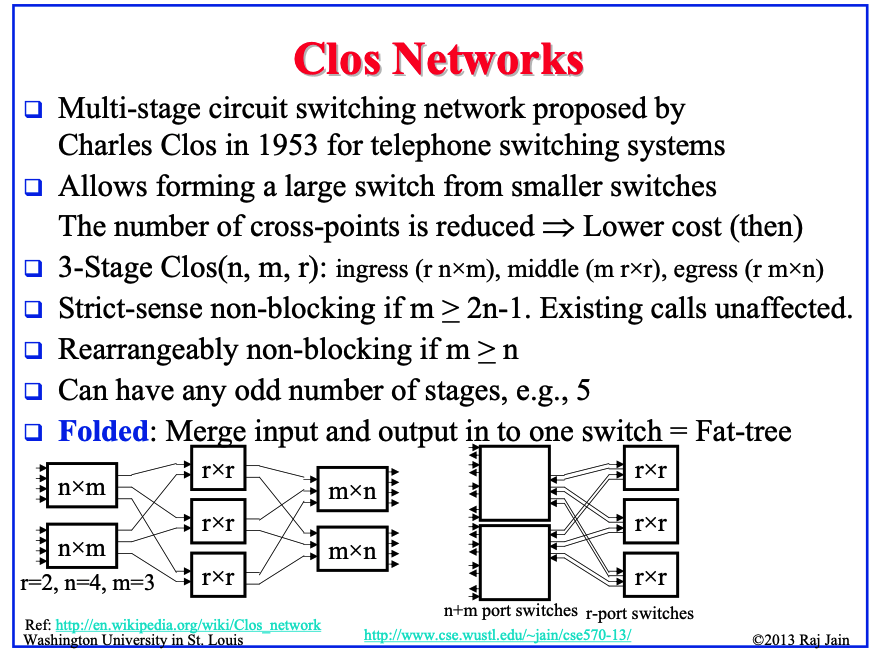 Clos Networks
Multi-stage circuit switching network proposed by
Charles Clos in 1953 for telephone switching systems
Allows forming a large switch from smaller switches
The number of cross-points is reduced ⇒ Lower cost (then)
3-Stage Clos(n, m, r): ingress (r n×m), middle (m r×r), egress (r m×n)
Strict-sense non-blocking if m ≥ 2n-1. Existing calls unaffected.
Rearrangeably non-blocking if m ≥ n
Can have any odd number of stages, e.g., 5
Folded: Merge input and output in to one switch = Fat-tree
n×m
n×m
r×r
r×r
r×r
m×n
m×n
r=2, n=4, m=3
r×r
r×r
r×r
n+m port switches
r-port switches
Ref: http://en.wikipedia.org/wiki/Clos_network
Washington University in St. Louis
http://www.cse.wustl.edu/~jain/cse570-13/
©2013 Raj Jain